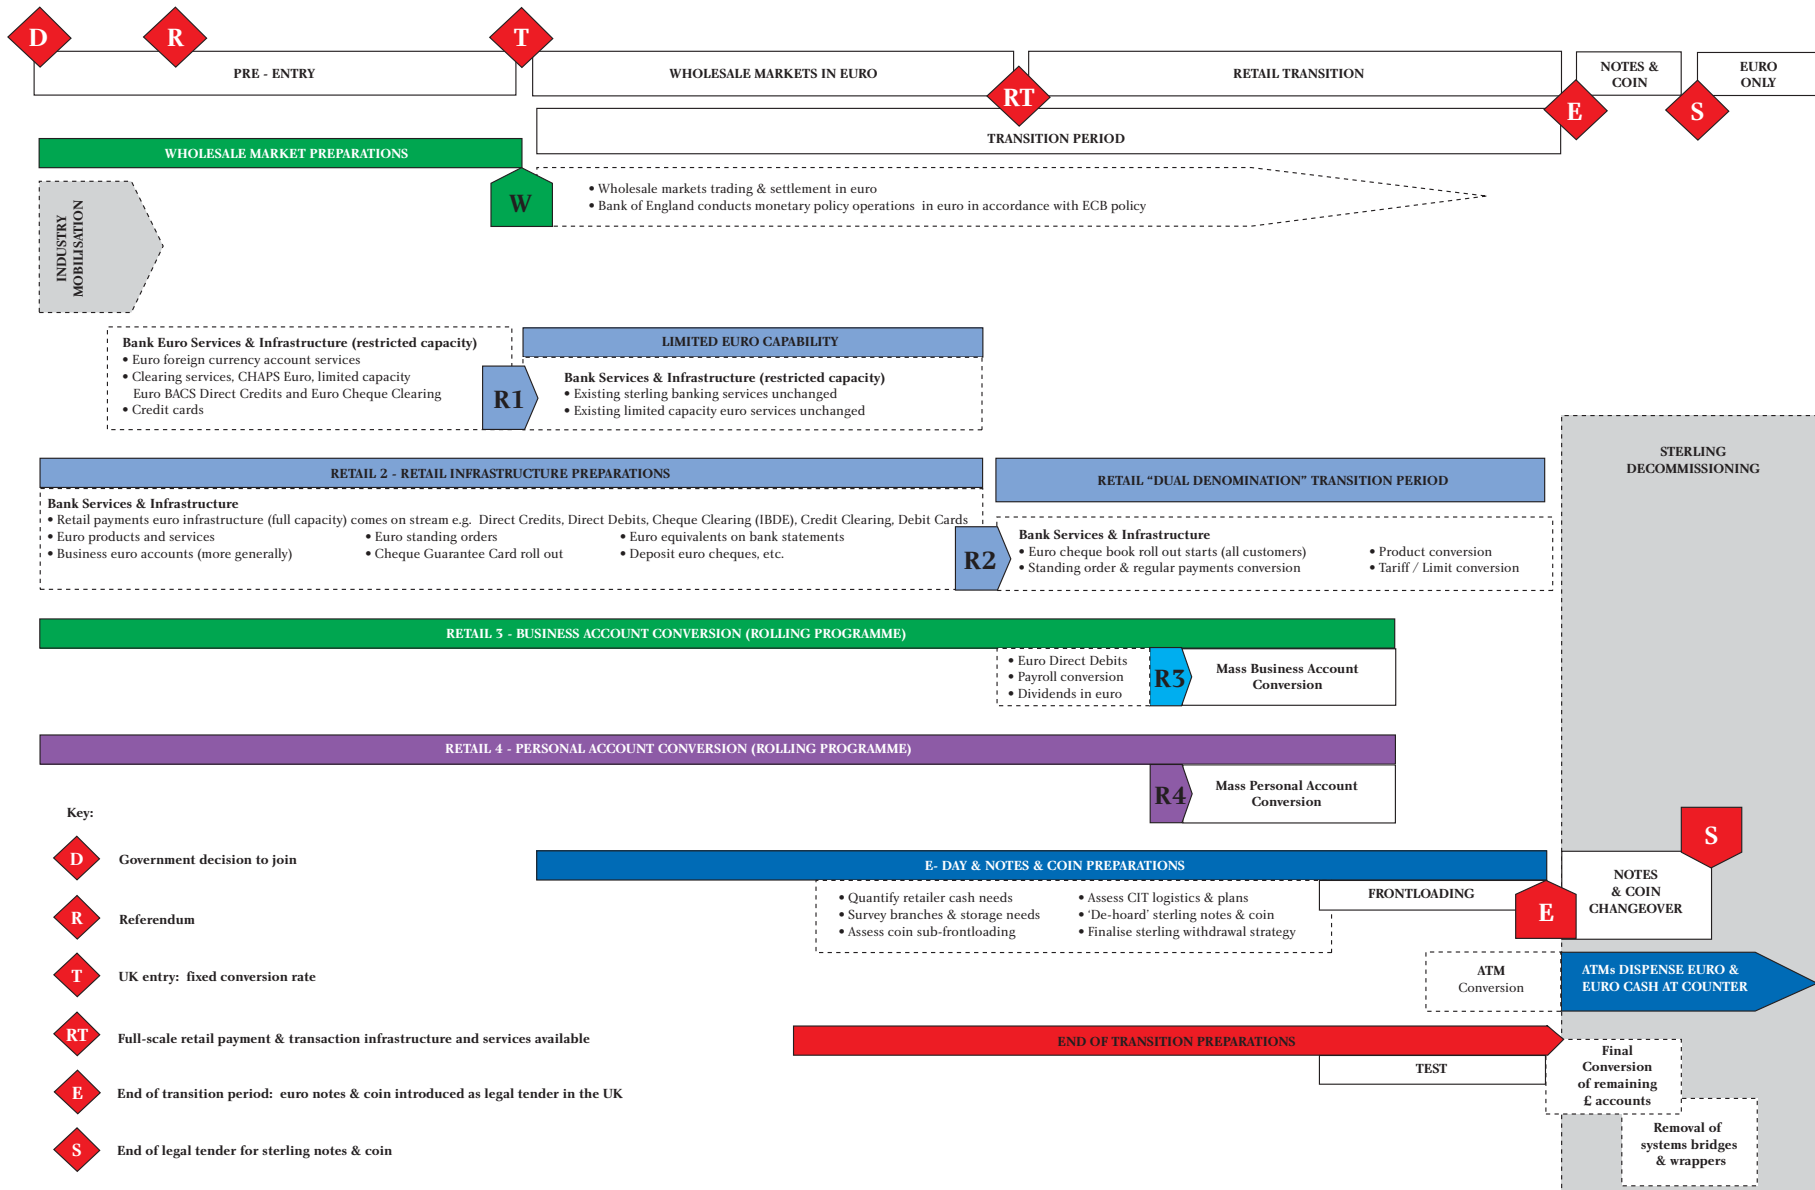 D
R
T
PRE - ENTRY
WHOLESALE MARKETS IN EURO
RETAIL TRANSITION
NOTES &
COIN
EURO
ONLY
RT
E
S
TRANSITION PERIOD
WHOLESALE MARKET PREPARATIONS
INDUSTRY
MOBILISATION
W
• Wholesale markets trading & settlement in euro
• Bank of England conducts monetary policy operations in euro in accordance with ECB policy
Bank Euro Services & Infrastructure (restricted capacity)
• Euro foreign currency account services
• Clearing services, CHAPS Euro, limited capacity
Euro BACS Direct Credits and Euro Cheque Clearing
• Credit cards
R1
LIMITED EURO CAPABILITY
Bank Services & Infrastructure (restricted capacity)
• Existing sterling banking services unchanged
• Existing limited capacity euro services unchanged
STERLING
DECOMMISSIONING
RETAIL 2 - RETAIL INFRASTRUCTURE PREPARATIONS
Bank Services & Infrastructure
• Retail payments euro infrastructure (full capacity) comes on stream e.g. Direct Credits, Direct Debits, Cheque Clearing (IBDE), Credit Clearing, Debit Cards
• Euro products and services • Euro standing orders • Euro equivalents on bank statements
• Business euro accounts (more generally) • Cheque Guarantee Card roll out • Deposit euro cheques, etc.
R2
RETAIL “DUAL DENOMINATION” TRANSITION PERIOD
Bank Services & Infrastructure
• Euro cheque book roll out starts (all customers) • Product conversion
• Standing order & regular payments conversion • Tariff / Limit conversion
RETAIL 3 - BUSINESS ACCOUNT CONVERSION (ROLLING PROGRAMME)
• Euro Direct Debits
• Payroll conversion
• Dividends in euro
R3
Mass Business Account
Conversion
RETAIL 4 - PERSONAL ACCOUNT CONVERSION (ROLLING PROGRAMME)
R4
Mass Personal Account
Conversion
Key:
D Government decision to join
R Referendum
T UK entry: fixed conversion rate
RT Full-scale retail payment & transaction infrastructure and services available
E End of transition period: euro notes & coin introduced as legal tender in the UK
S End of legal tender for sterling notes & coin
E- DAY & NOTES & COIN PREPARATIONS
• Quantify retailer cash needs • Assess CIT logistics & plans
• Survey branches & storage needs • ‘De-hoard’ sterling notes & coin
• Assess coin sub-frontloading • Finalise sterling withdrawal strategy
FRONTLOADING
E
S
NOTES
& COIN
CHANGEOVER
ATM
Conversion
ATMs DISPENSE EURO &
EURO CASH AT COUNTER
END OF TRANSITION PREPARATIONS
TEST
Final
Conversion
of remaining
£ accounts
Removal of
systems bridges
& wrappers